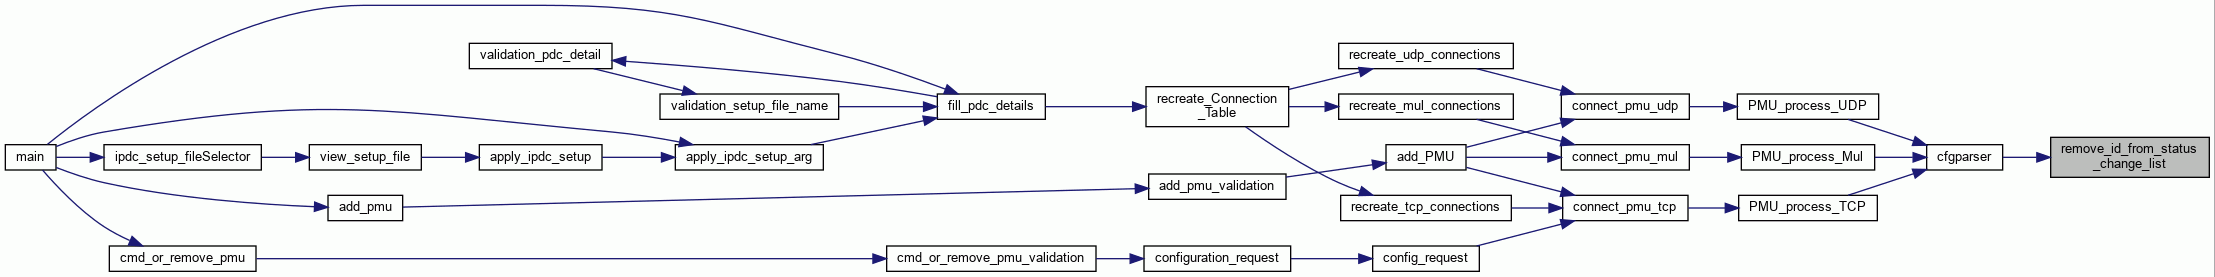 main
ipdc_setup_fileSelector
add_pmu
cmd_or_remove_pmu
view_setup_file
validation_pdc_detail
apply_ipdc_setup
validation_setup_file_name
apply_ipdc_setup_arg
fill_pdc_details
cmd_or_remove_pmu_validation
recreate_Connection
_Table
add_pmu_validation
configuration_request
recreate_udp_connections
recreate_mul_connections
add_PMU
recreate_tcp_connections
config_request
connect_pmu_udp
connect_pmu_mul
connect_pmu_tcp
PMU_process_UDP
PMU_process_Mul
PMU_process_TCP
cfgparser
remove_id_from_status
_change_list